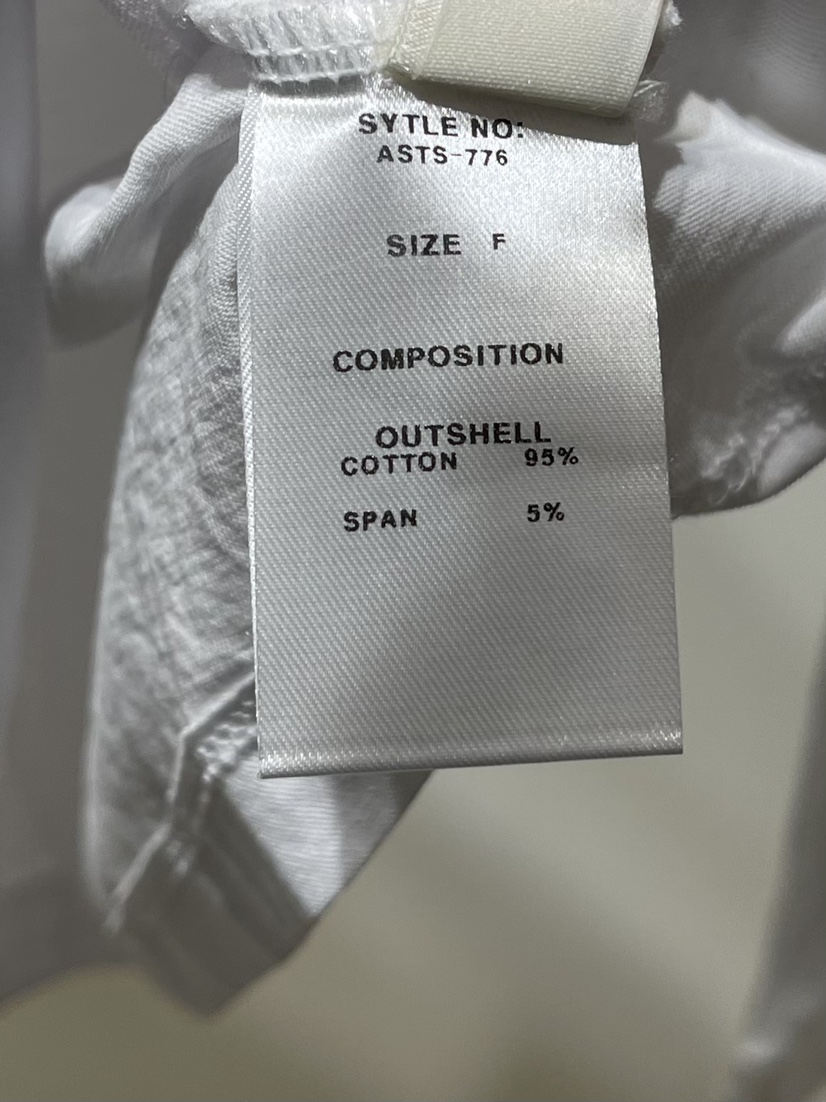 SYTLE NO:
ASTS-776
SIZE F
COMPOSITION
OUTSHELL
COTTON 95%
SPAN 5%